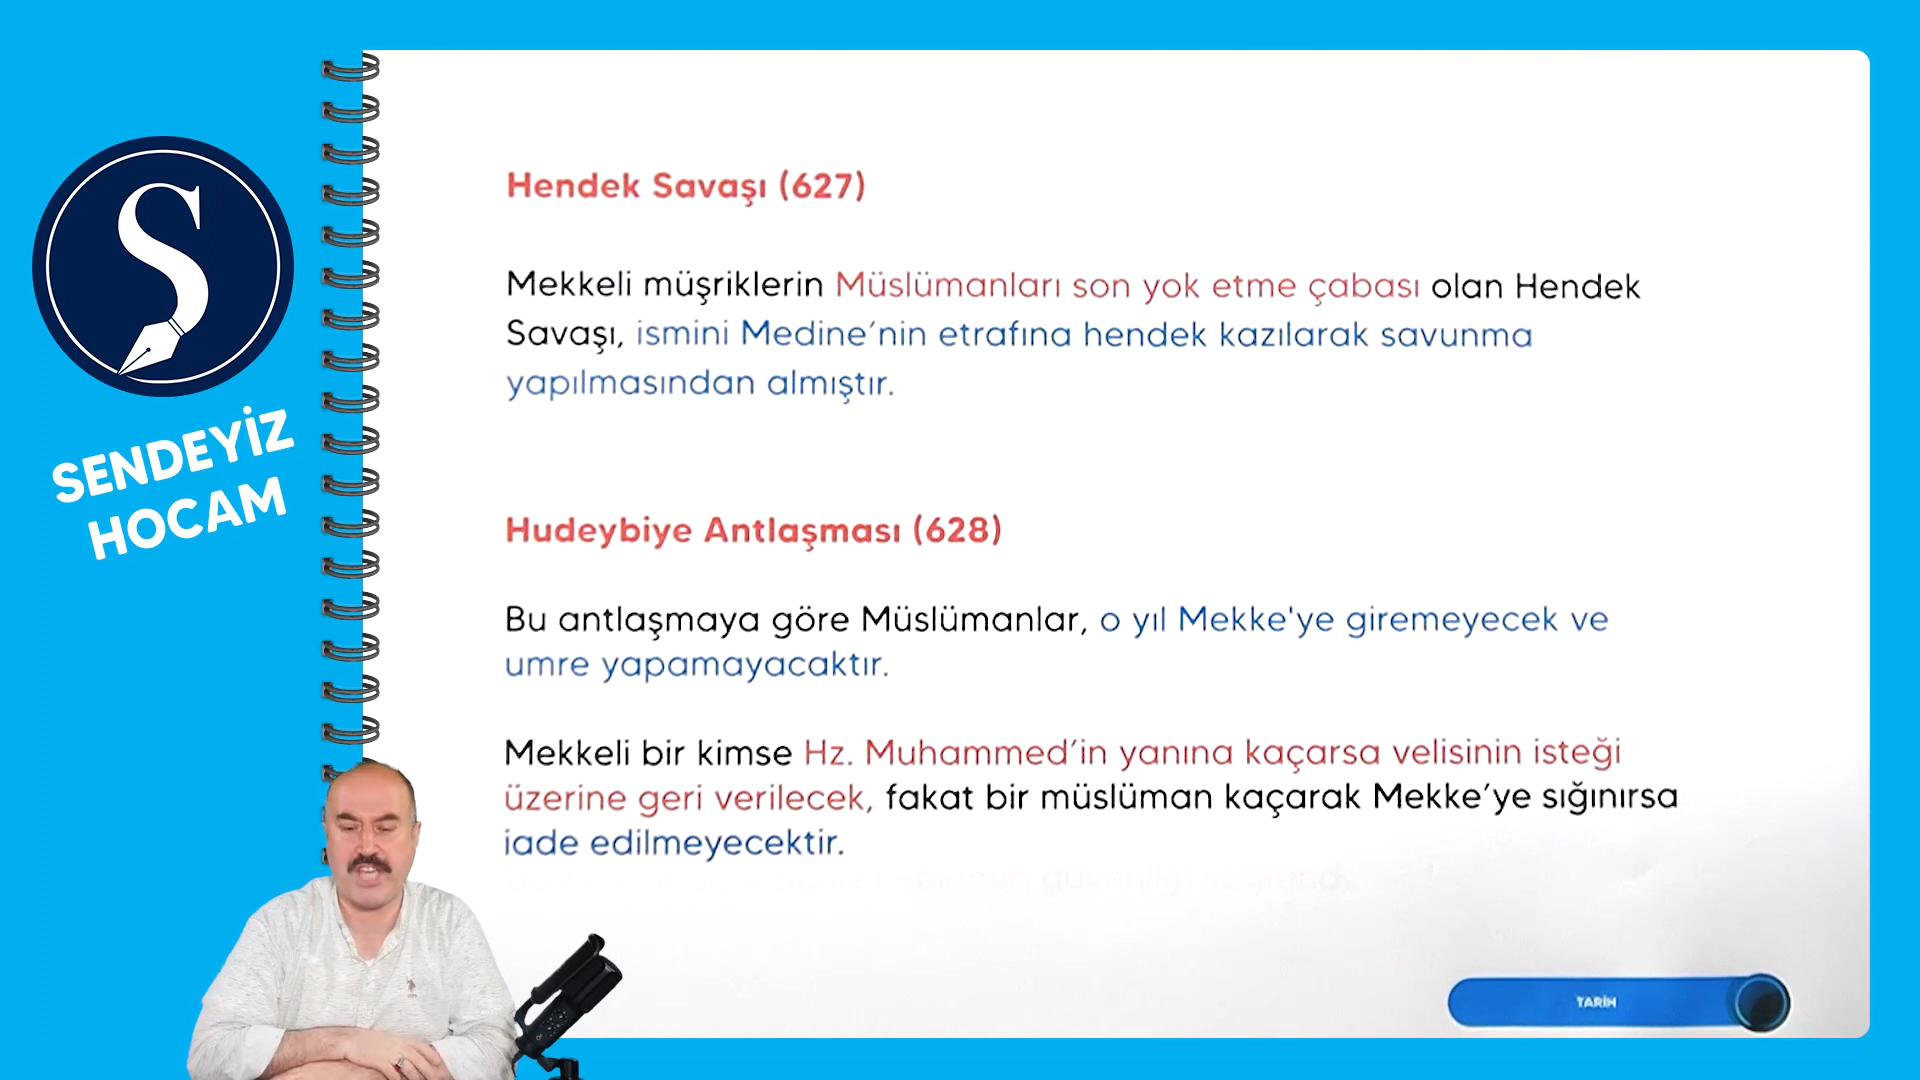 SENDEYİZ
HOCAM
Hendek Savaşı (627)
Mekkeli müşriklerin Müslümanları son yok etme çabası olan Hendek
Savaşı, ismini Medine’nin etrafına hendek kazılarak savunma
yapılmasından almıştır.
Hudeybiye Antlaşması (628)
Bu antlaşmaya göre Müslümanlar, o yıl Mekke'ye giremeyecek ve
umre yapamayacaktır.
Mekkeli bir kimse Hz. Muhammed’in yanına kaçarsa velisinin isteği
üzerine geri verilecek, fakat bir müslüman kaçarak Mekke’ye sığınırsa
iade edilmeyecektir.
güvenliği
TARİH